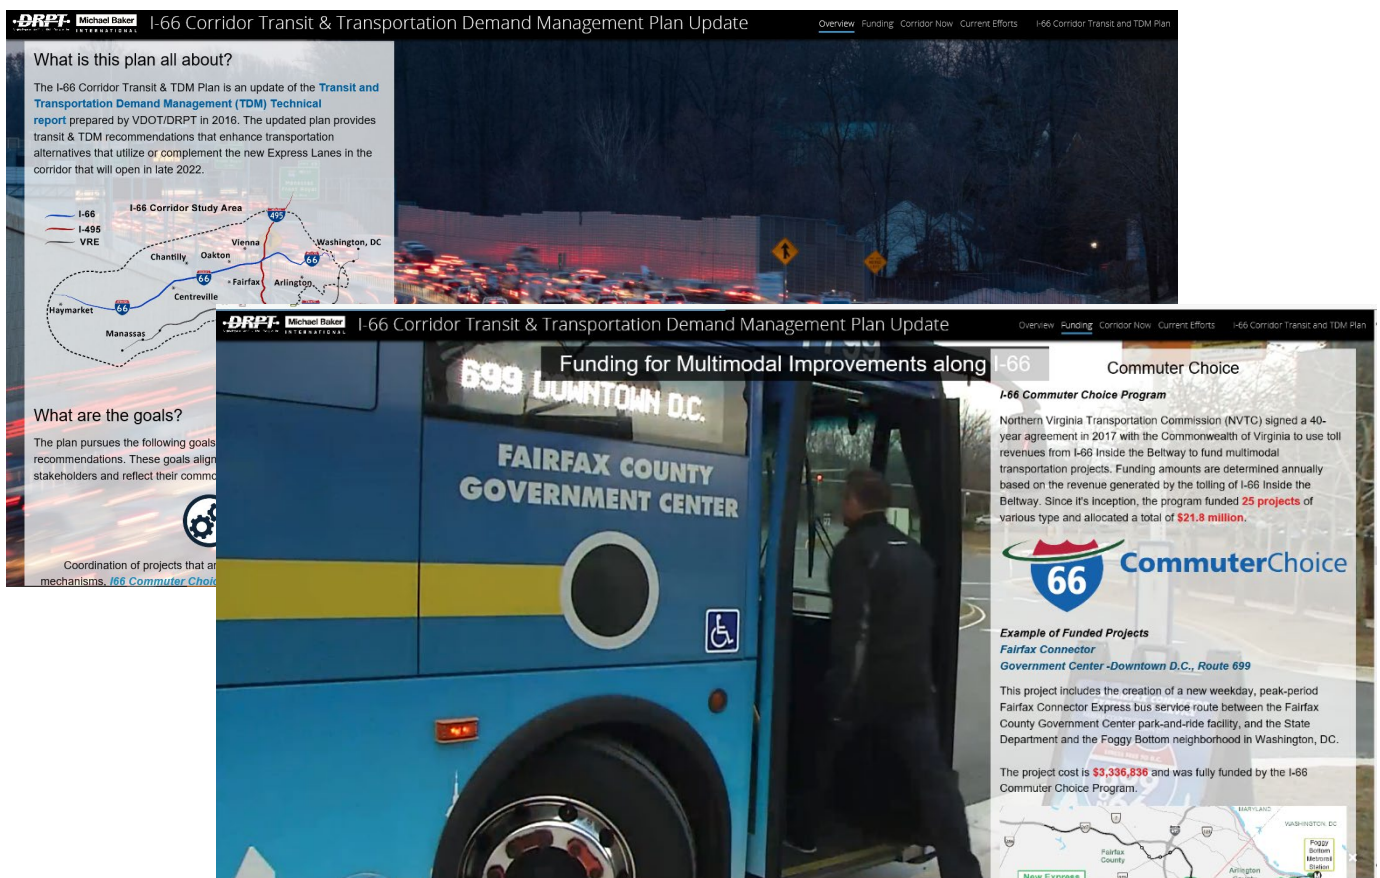 DRPT Michael Baker INTERNATIONAL I-66 Corridor Transit & Transportation Demand Management Plan Update Overview Funding Corridor Now Current Efforts I-66 Corridor Transit and TDM Plan
What is this plan all about?
The I-66 Corridor Transit & TDM Plan is an update of the Transit and
Transportation Demand Management (TDM) Technical
report prepared by VDOT/DRPT in 2016. The updated plan provides
transit & TDM recommendations that enhance transportation
alternatives that utilize or complement the new Express Lanes in the
corridor that will open in late 2022.
I-66 Corridor Study Area
I-66
I-495
VRE
495
Vienna
Washington, DC
Chantilly
Oakton
66
66
Fairfax
Arlington
Centreville
66
Haymarket
Manassas
What are the goals?
The plan pursues the following goals
recommendations. These goals align
stakeholders and reflect their commo
Coordination of projects that ar
mechanisms, I66 Commuter Choic
DRPT Michael Baker INTERNATIONAL I-66 Corridor Transit & Transportation Demand Management Plan Update Overview Funding Corridor Now Current Efforts I-66 Corridor Transit and TDM Plan
Funding for Multimodal Improvements along I-66
699 DOWNTOWN D.C.
FAIRFAX COUNTY
GOVERNMENT CENTER
Commuter Choice
I-66 Commuter Choice Program
Northern Virginia Transportation Commission (NVTC) signed a 40-
year agreement in 2017 with the Commonwealth of Virginia to use toll
revenues from I-66 Inside the Beltway to fund multimodal
transportation projects. Funding amounts are determined annually
based on the revenue generated by the tolling of I-66 Inside the
Beltway. Since it's inception, the program funded 25 projects of
various type and allocated a total of $21.8 million.
66 CommuterChoice
Example of Funded Projects
Fairfax Connector
Government Center -Downtown D.C., Route 699
This project includes the creation of a new weekday, peak-period
Fairfax Connector Express bus service route between the Fairfax
County Government Center park-and-ride facility, and the State
Department and the Foggy Bottom neighborhood in Washington, DC.
The project cost is $3,336,836 and was fully funded by the I-66
Commuter Choice Program.
MARYLAND
WASHINGTON, DC
Fairfax
County
Foggy
Bottom
Metrorail
Station
Arlington
New Express